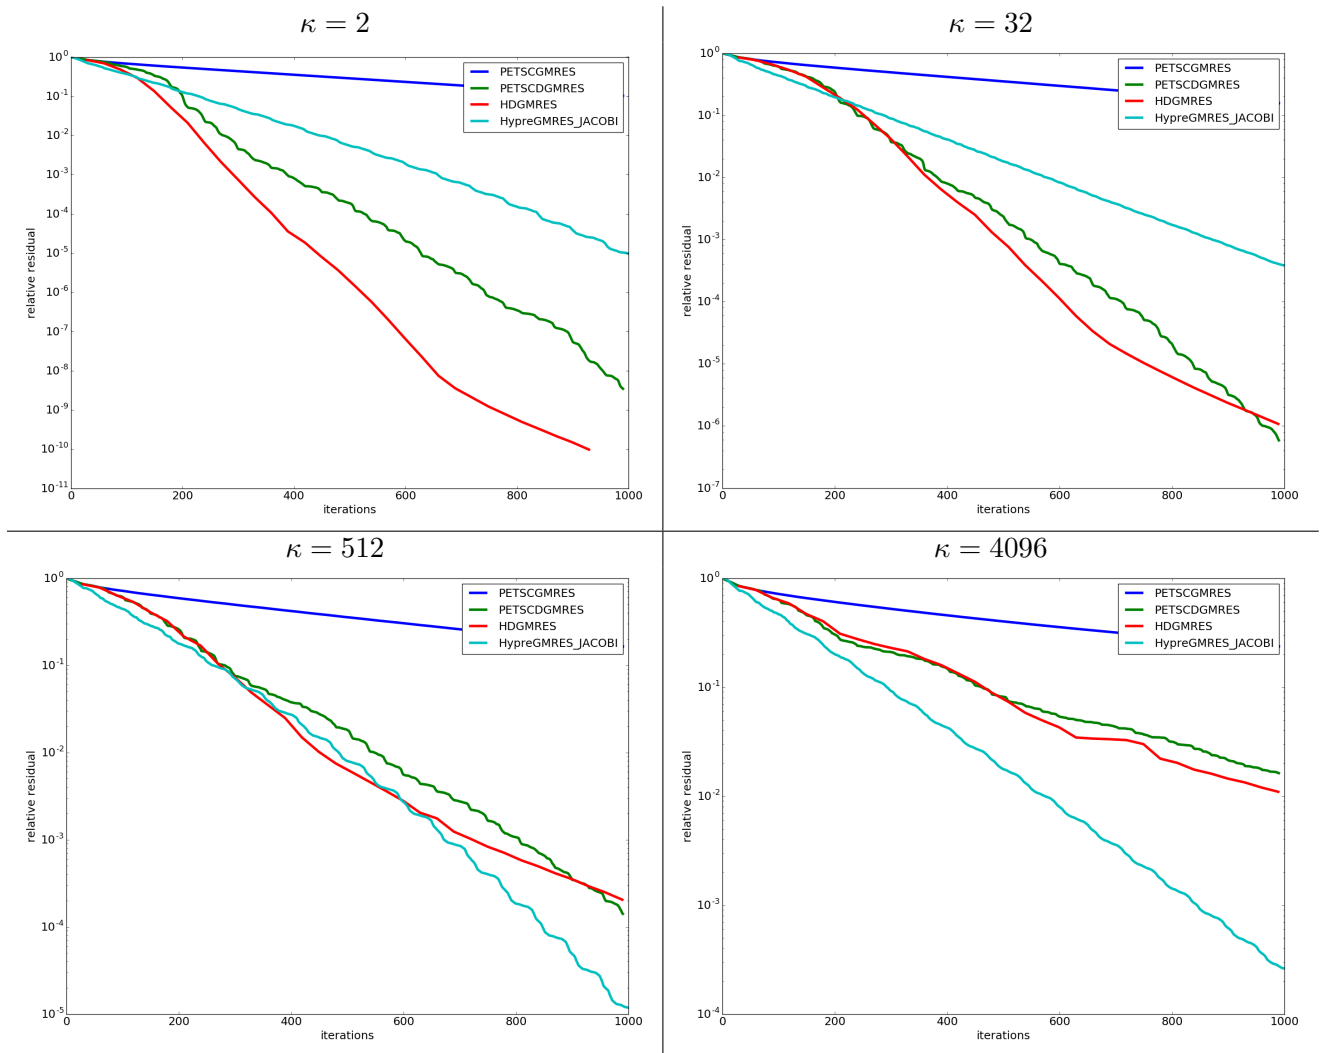 κ = 2
10^0
10^-1
10^-2
10^-3
10^-4
10^-5
10^-6
10^-7
10^-8
10^-9
10^-10
10^-11
relative residual
PETSCGMRES
PETSCDGMRES
HDGMRES
HypreGMRES_JACOBI
0 200 400 600 800 1000
iterations
κ = 32
10^0
10^-1
10^-2
10^-3
10^-4
10^-5
10^-6
10^-7
relative residual
PETSCGMRES
PETSCDGMRES
HDGMRES
HypreGMRES_JACOBI
0 200 400 600 800 1000
iterations
κ = 512
10^0
10^-1
10^-2
10^-3
10^-4
10^-5
relative residual
PETSCGMRES
PETSCDGMRES
HDGMRES
HypreGMRES_JACOBI
0 200 400 600 800 1000
iterations
κ = 4096
10^0
10^-1
10^-2
10^-3
10^-4
relative residual
PETSCGMRES
PETSCDGMRES
HDGMRES
HypreGMRES_JACOBI
0 200 400 600 800 1000
iterations